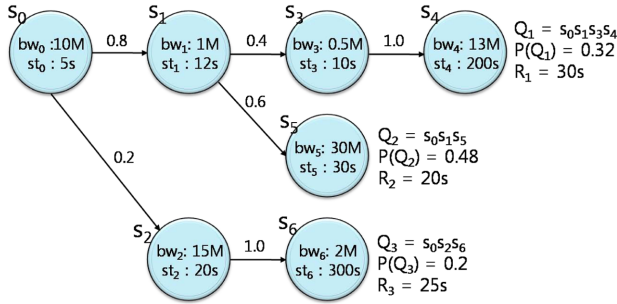 s₀
bw₀ :10M
st₀ : 5s
0.8
s₁
bw₁: 1M
st₁ : 12s
0.4
s₃
bw₃: 0.5M
st₃ : 10s
1.0
s₄
bw₄: 13M
st₄ : 200s
Q₁ = s₀s₁s₃s₄
P(Q₁) = 0.32
R₁ = 30s
0.6
s₅
bw₅: 30M
st₅ : 30s
Q₂ = s₀s₁s₅
P(Q₂) = 0.48
R₂ = 20s
0.2
s₂
bw₂: 15M
st₂ : 20s
1.0
s₆
bw₆: 2M
st₆ : 300s
Q₃ = s₀s₂s₆
P(Q₃) = 0.2
R₃ = 25s